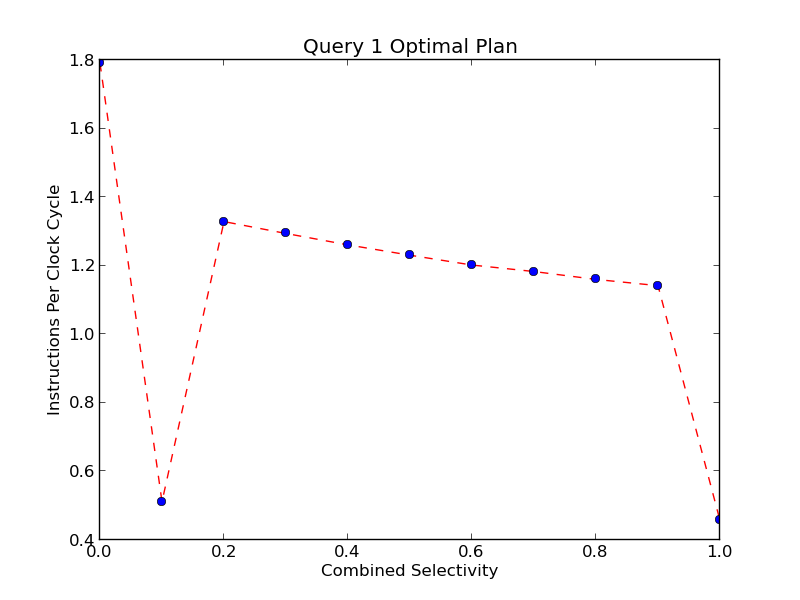 Query 1 Optimal Plan
Instructions Per Clock Cycle
1.8
1.6
1.4
1.2
1.0
0.8
0.6
0.4
0.0 0.2 0.4 0.6 0.8 1.0
Combined Selectivity